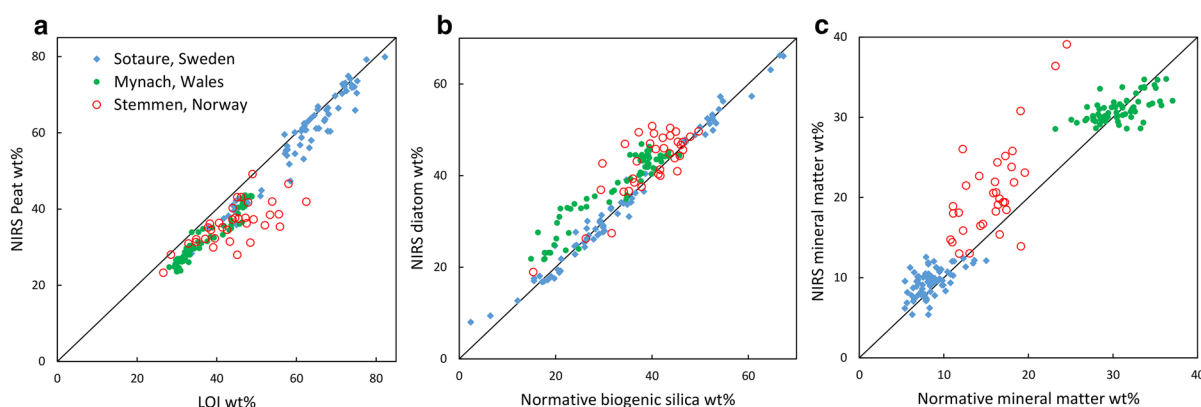 a
NIRS Peat wt%
80
60
40
20
0
0 20 40 60 80
LOI wt%
Sotaure, Sweden
Mynach, Wales
Stemmen, Norway
b
NIRS diatom wt%
60
40
20
0
0 20 40 60
Normative biogenic silica wt%
c
NIRS mineral matter wt%
40
30
20
10
0
0 10 20 30 40
Normative mineral matter wt%